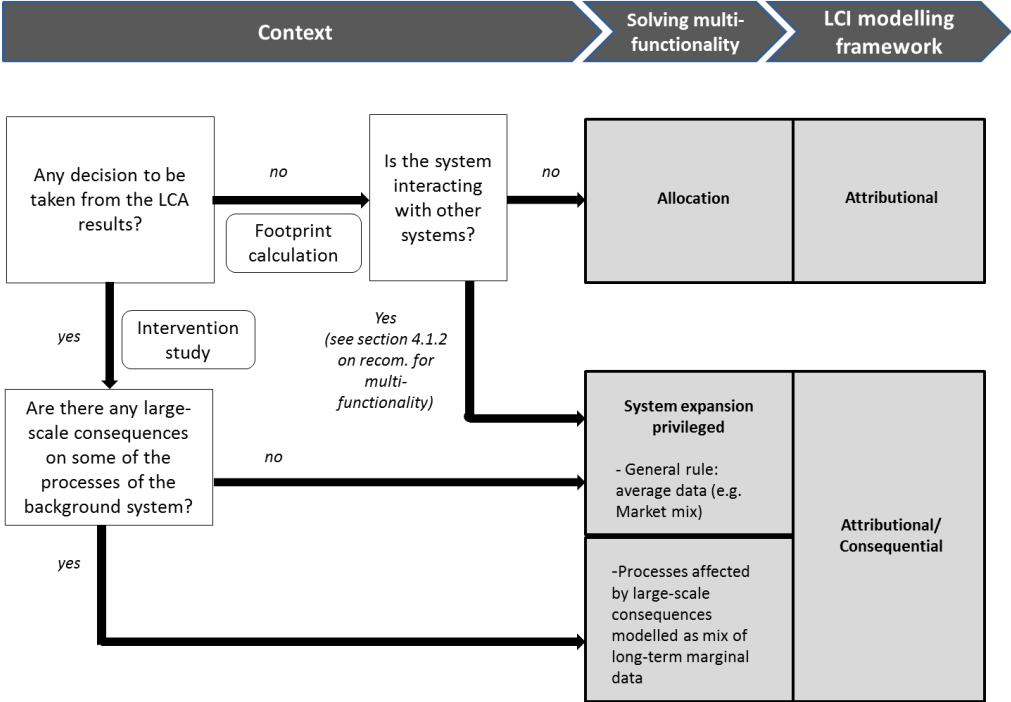 Context
Solving multi-
functionality
LCI modelling
framework
Any decision to be
taken from the LCA
results?
no
Footprint
calculation
Is the system
interacting
with other
systems?
no
Allocation
Attributional
yes
Intervention
study
Yes
(see section 4.1.2
on recom. for
multi-
functionality)
Are there any large-
scale consequences
on some of the
processes of the
background system?
no
yes
System expansion
privileged
- General rule:
average data (e.g.
Market mix)
-Processes affected
by large-scale
consequences
modelled as mix of
long-term marginal
data
Attributional/
Consequential